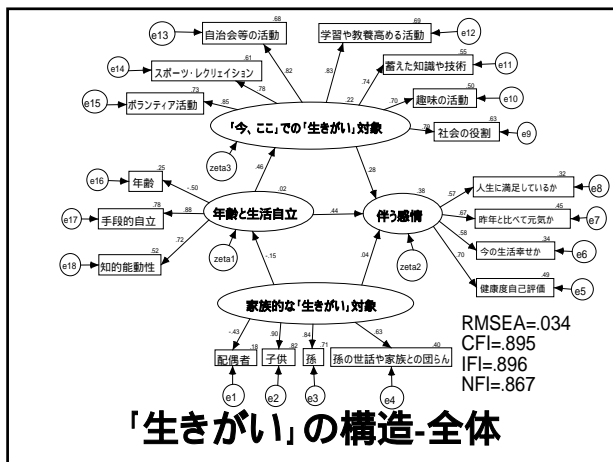 .68
e13
自治会等の活動
.69
学習や教養高める活動
e12
.61
e14
スポーツ・レクリェイション
.82
.83
.55
蓄えた知識や技術
e11
.78
.74
.73
e15
ボランティア活動
.85
.22
.70
.50
趣味の活動
e10
「今、ここ」での「生きがい」対象
.79
.63
社会の役割
e9
zeta3
.46
.28
.25
e16
年齢
-.50
.02
.38
.57
.32
人生に満足しているか
e8
.78
e17
手段的自立
.88
年齢と生活自立
.44
伴う感情
.67
.45
昨年と比べて元気か
e7
.72
.52
e18
知的能動性
zeta1
zeta2
.58
.34
今の生活幸せか
e6
-.15
.04
.70
.49
健康度自己評価
e5
家族的な「生きがい」対象
-.43
.90
.84
.63
.18
配偶者
.82
子供
.71
孫
.40
孫の世話や家族との団らん
e1
e2
e3
e4
RMSEA=.034
CFI=.895
IFI=.896
NFI=.867
「生きがい」の構造-全体